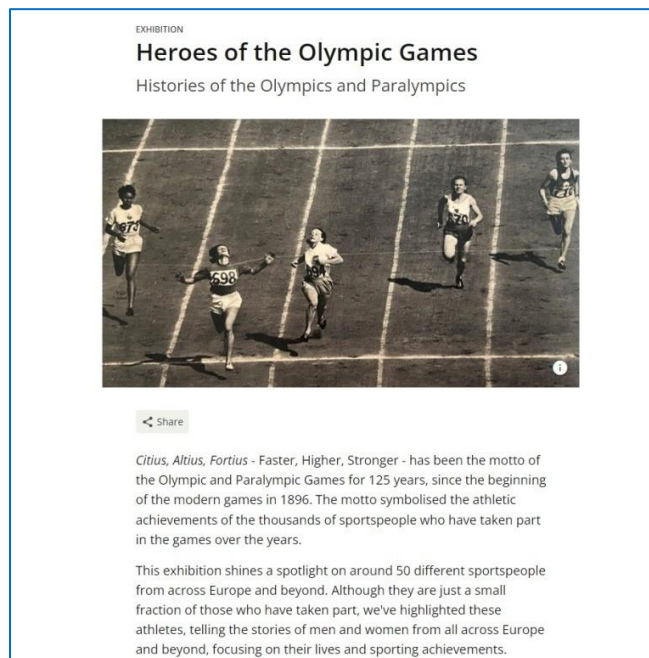 EXHIBITION
Heroes of the Olympic Games
Histories of the Olympics and Paralympics
673
698
70
Share
Citius, Altius, Fortius - Faster, Higher, Stronger - has been the motto of
the Olympic and Paralympic Games for 125 years, since the beginning
of the modern games in 1896. The motto symbolised the athletic
achievements of the thousands of sportspeople who have taken part
in the games over the years.
This exhibition shines a spotlight on around 50 different sportspeople
from across Europe and beyond. Although they are just a small
fraction of those who have taken part, we've highlighted these
athletes, telling the stories of men and women from all across Europe
and beyond, focusing on their lives and sporting achievements.